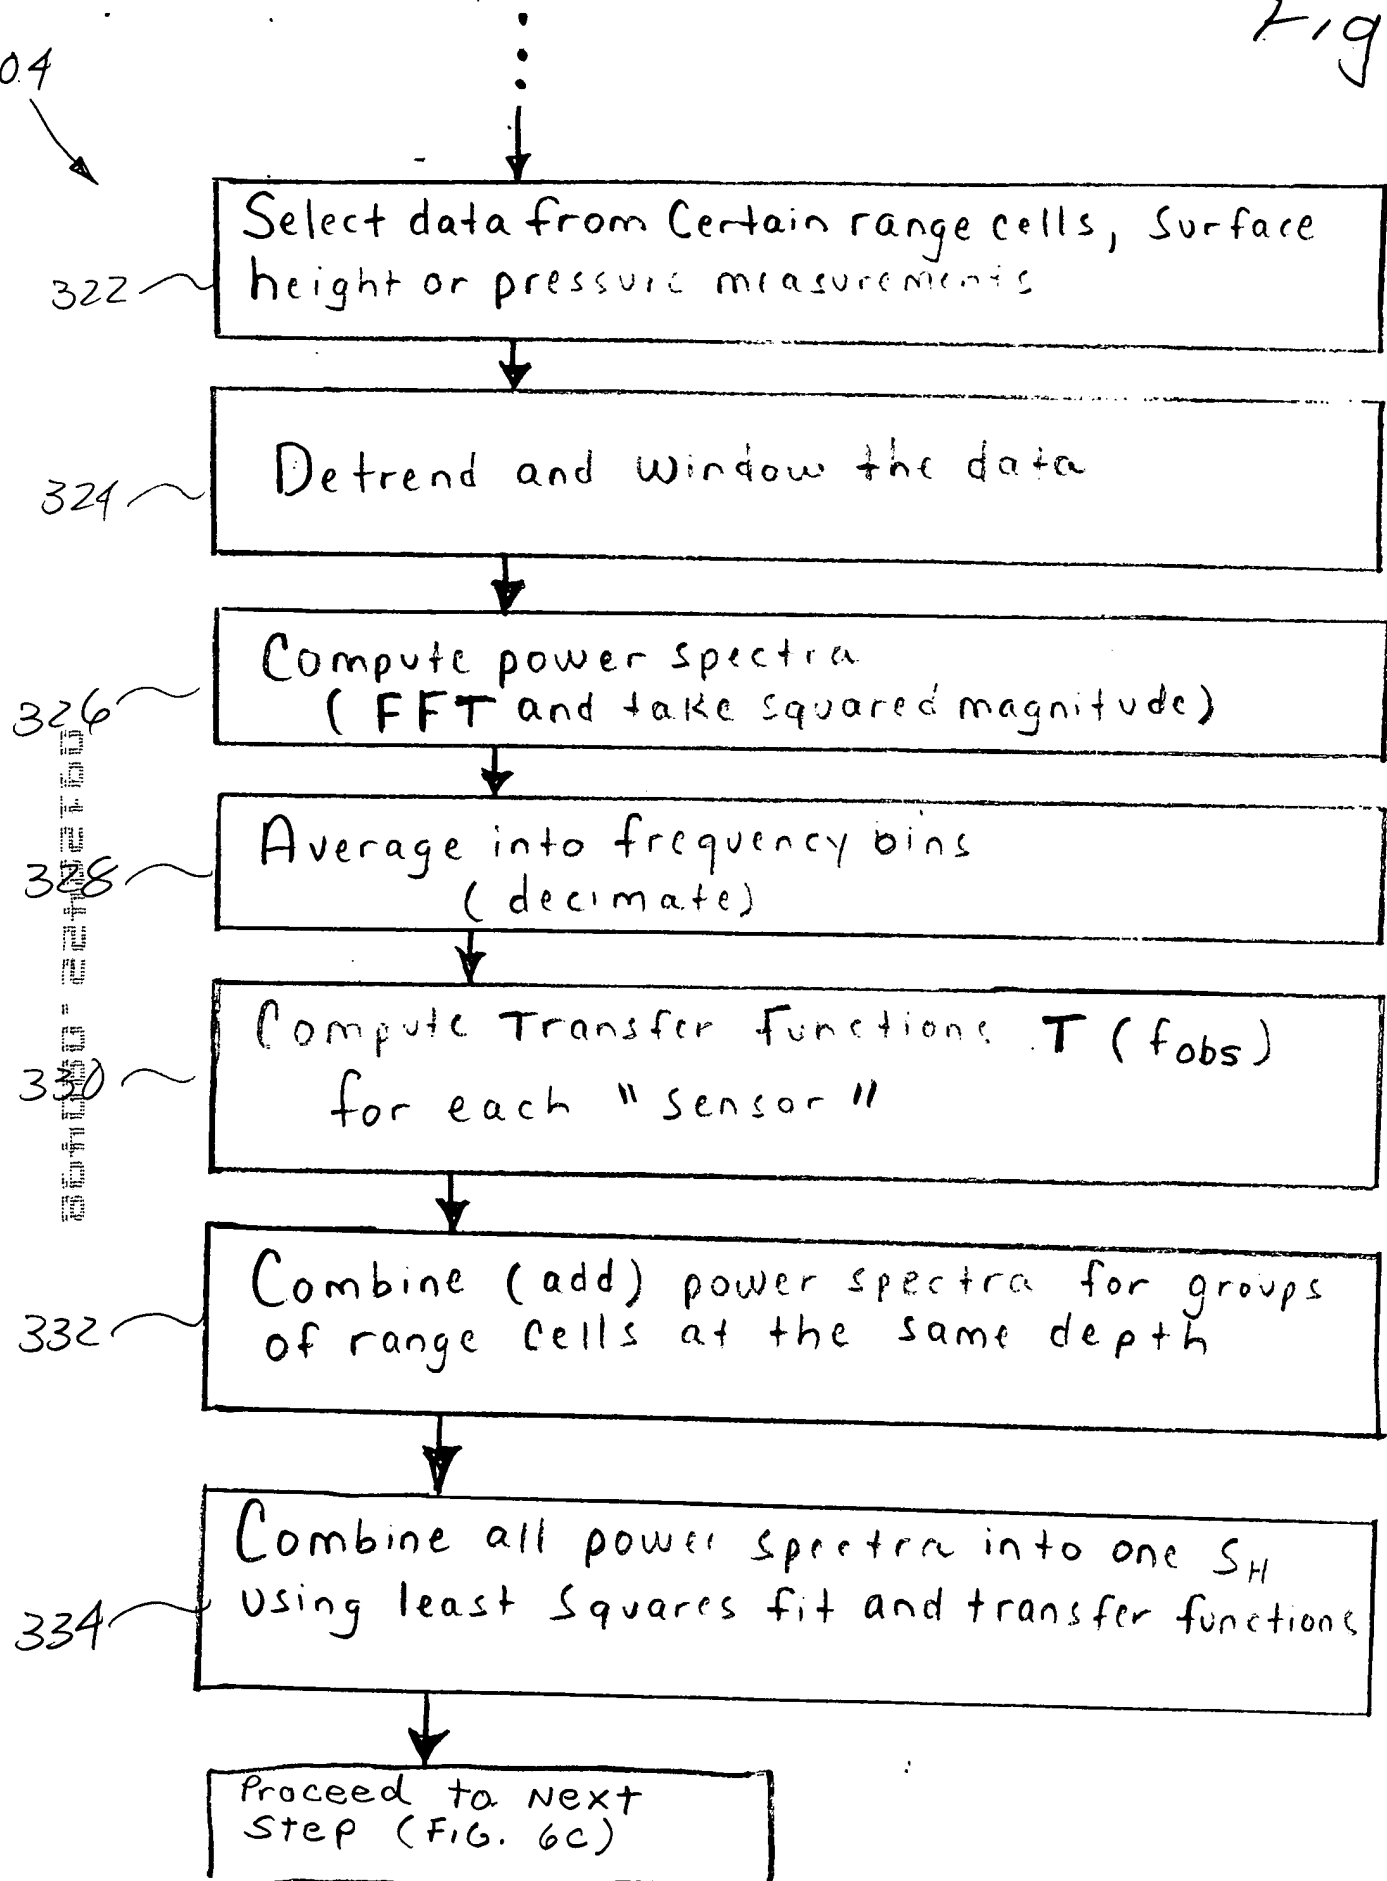 Fig
04
Select data from Certain range cells, surface
height or pressure measurements
322
Detrend and window the data
324
Compute power spectra
(FFT and take squared magnitude)
326
Average into frequency bins
(decimate)
328
Compute Transfer Functions T (fobs)
for each "sensor"
330
Combine (add) power spectra for groups
of range cells at the same depth
332
Combine all power spectra into one SH
using least squares fit and transfer functions
334
Proceed to Next
Step (FIG. 6C)